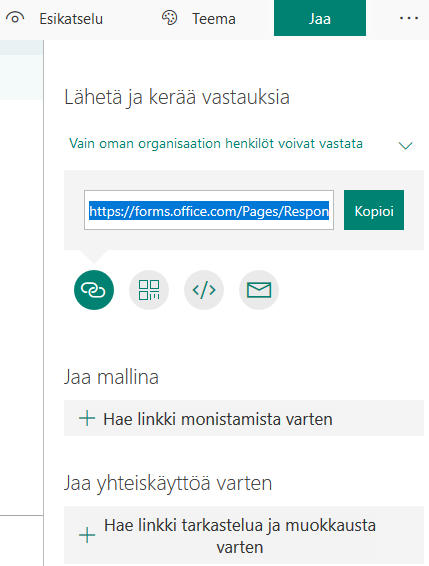 Esikatselu Teema Jaa ...
Lähetä ja kerää vastauksia
Vain oman organisaation henkilöt voivat vastata
https://forms.office.com/Pages/Respon Kopioi
Jaa mallina
+ Hae linkki monistamista varten
Jaa yhteiskäyttöä varten
+ Hae linkki tarkastelua ja muokkausta
varten